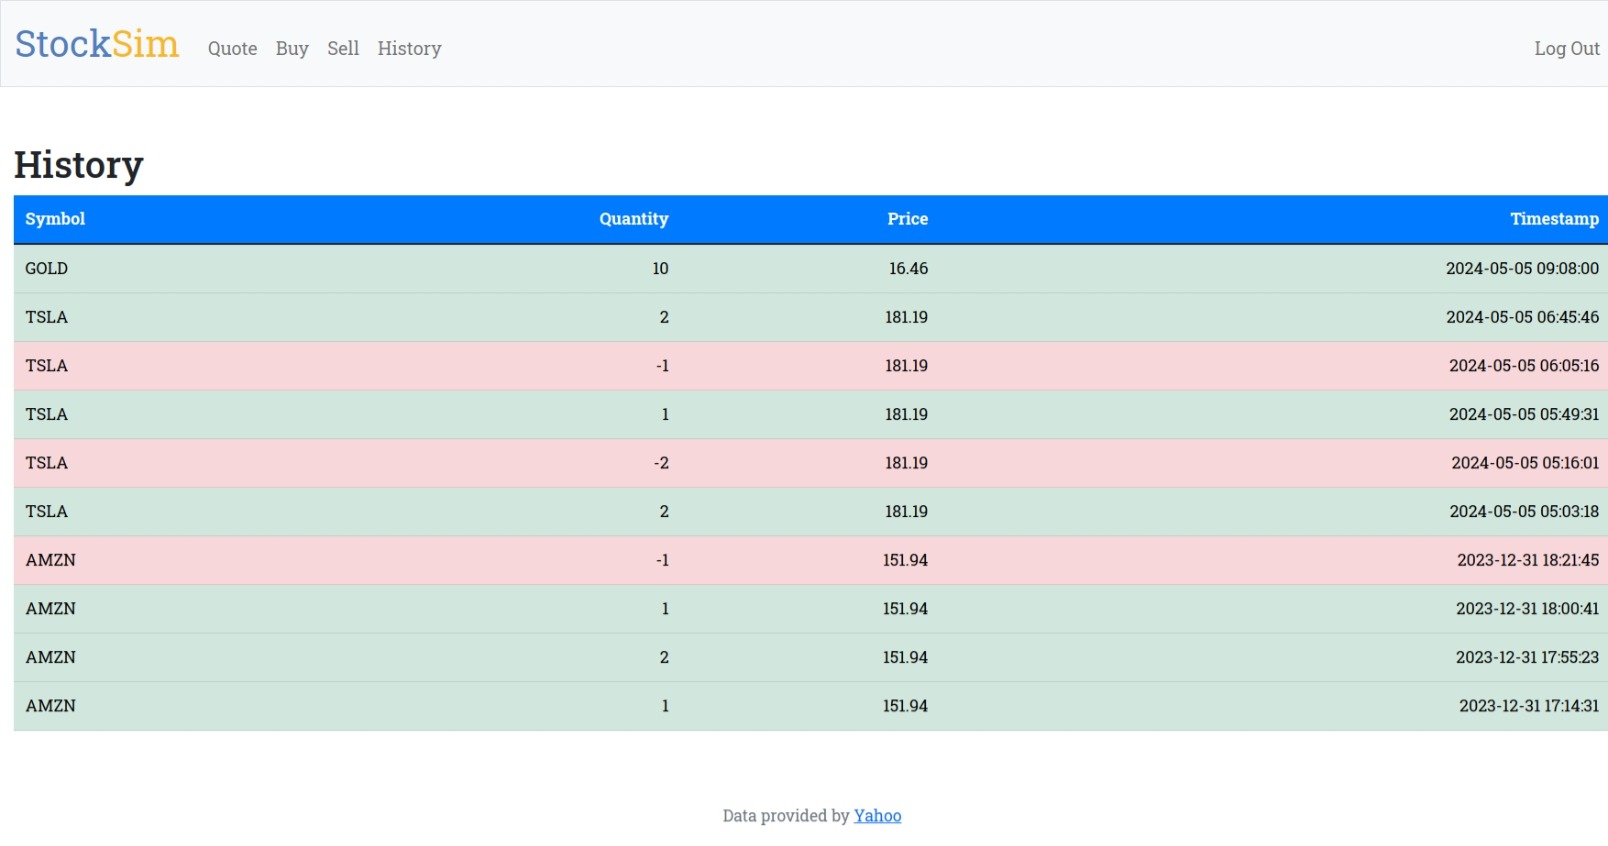 StockSim Quote Buy Sell History Log Out
History
Symbol Quantity Price Timestamp
GOLD 10 16.46 2024-05-05 09:08:00
TSLA 2 181.19 2024-05-05 06:45:46
TSLA -1 181.19 2024-05-05 06:05:16
TSLA 1 181.19 2024-05-05 05:49:31
TSLA -2 181.19 2024-05-05 05:16:01
TSLA 2 181.19 2024-05-05 05:03:18
AMZN -1 151.94 2023-12-31 18:21:45
AMZN 1 151.94 2023-12-31 18:00:41
AMZN 2 151.94 2023-12-31 17:55:23
AMZN 1 151.94 2023-12-31 17:14:31
Data provided by Yahoo